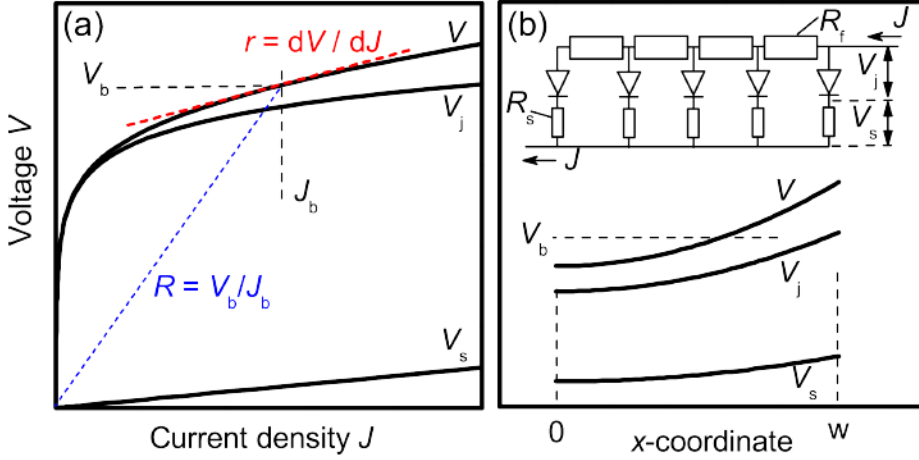 (a)
r = dV / dJ
V
V_b
V_j
J_b
R = V_b/J_b
V_s
Voltage V
Current density J
(b)
R_f
J
V_j
R_s
V_s
J
V
V_b
V_j
V_s
0
w
x-coordinate